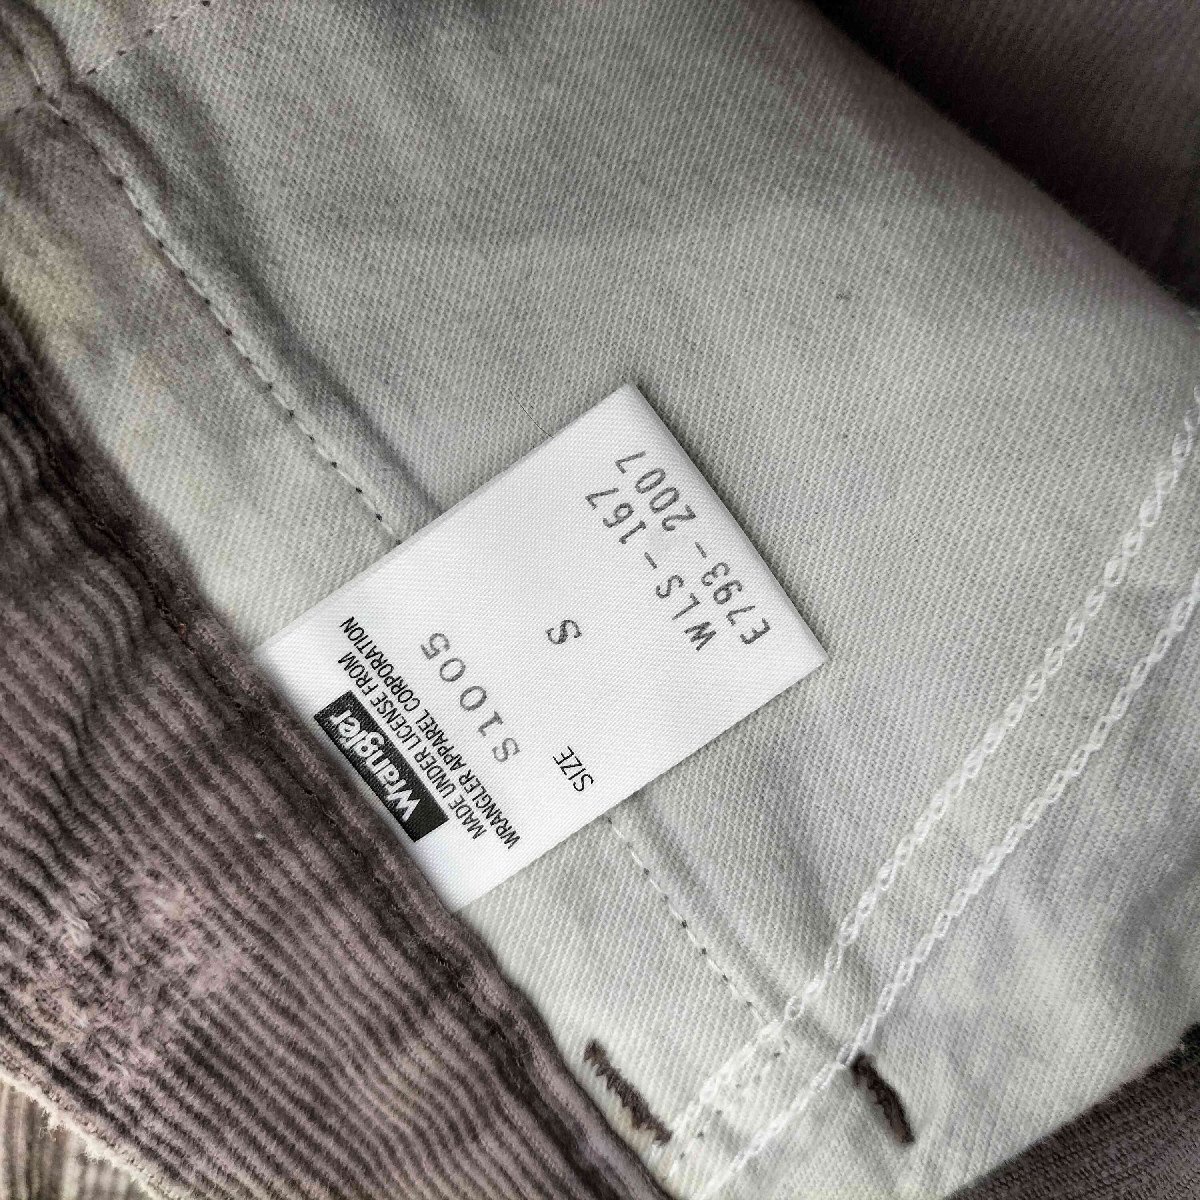 Wrangler
MADE UNDER LICENSE FROM
WRANGLER APPAREL CORPORATION
S1005
SIZE S
WLS-167
E793-2007